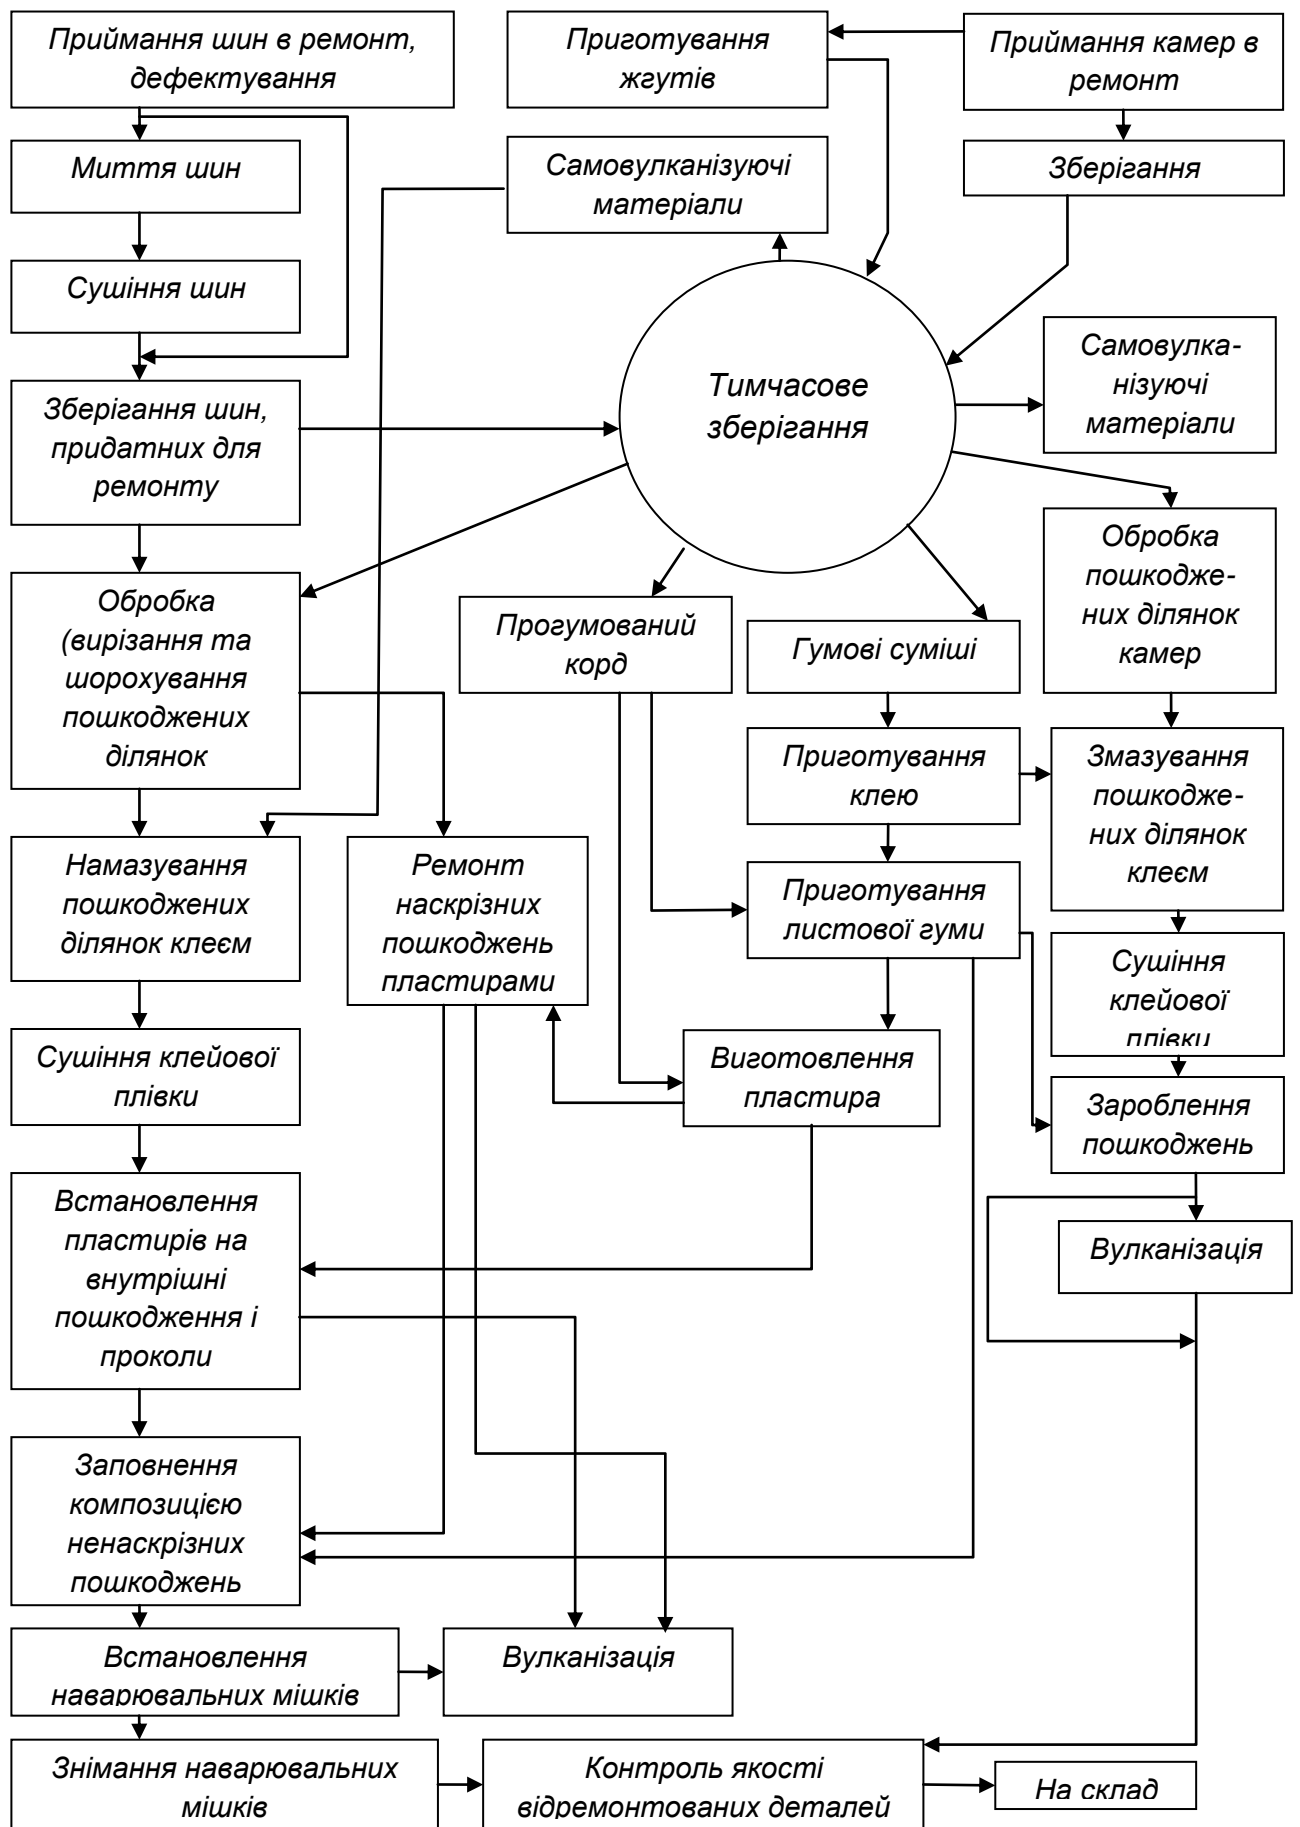 Приймання шин в ремонт,
дефектування
Приготування
жгутів
Приймання камер в
ремонт
Миття шин
Самовулканізуючі
матеріали
Зберігання
Сушіння шин
Тимчасове
зберігання
Самовулка-
нізуючі
матеріали
Зберігання шин,
придатних для
ремонту
Обробка
(вирізання та
шорохування
пошкоджених
ділянок
Прогумований
корд
Гумові суміші
Обробка
пошкодже-
них ділянок
камер
Приготування
клею
Змазування
пошкодже-
них ділянок
клеєм
Намазування
пошкоджених
ділянок клеєм
Ремонт
наскрізних
пошкоджень
пластирами
Приготування
листової гуми
Сушіння
клейової
плівки
Сушіння клейової
плівки
Виготовлення
пластира
Зароблення
пошкоджень
Встановлення
пластирів на
внутрішні
пошкодження і
проколи
Вулканізація
Заповнення
композицією
ненаскрізних
пошкоджень
Встановлення
наварювальних мішків
Вулканізація
Знімання наварювальних
мішків
Контроль якості
відремонтованих деталей
На склад